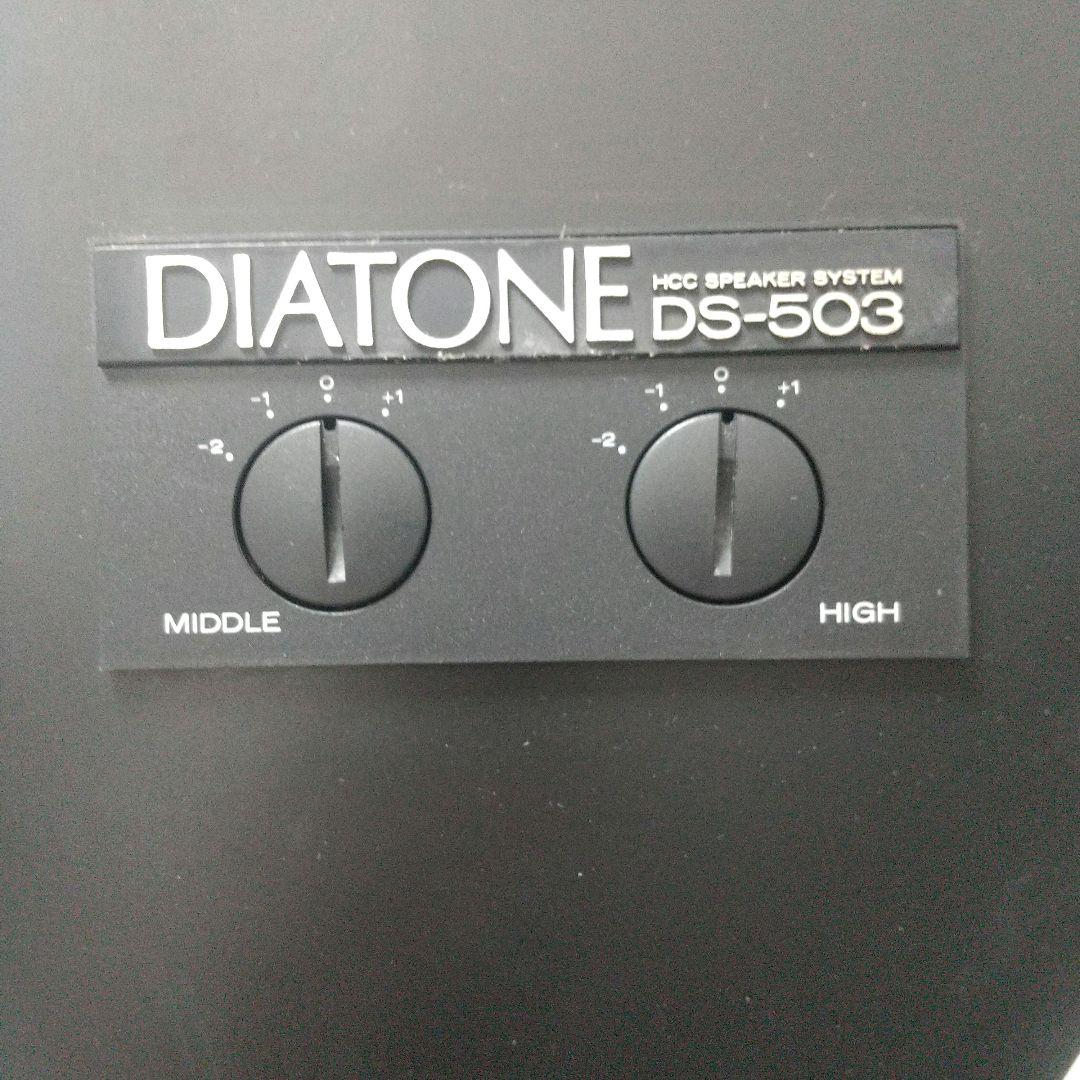 DIATONE
HCC SPEAKER SYSTEM
DS-503
-2 -1 0 +1
-2 -1 0 +1
MIDDLE
HIGH